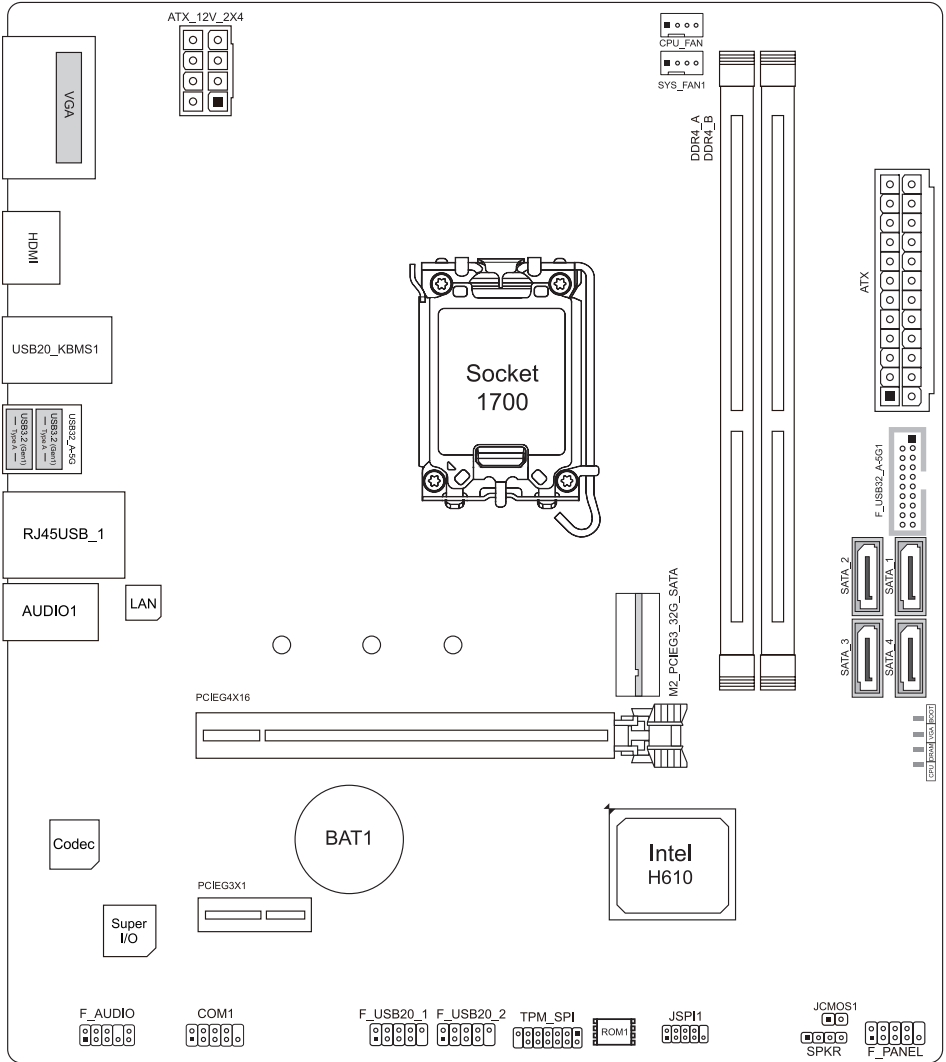 ATX_12V_2X4
CPU_FAN
SYS_FAN1
VGA
DDR4_A
DDR4_B
HDMI
ATX
USB20_KBMS1
Socket
1700
USB32_A-5G
USB3.2 (Gen1)
Type A
USB3.2 (Gen1)
Type A
F_USB32_A-5G1
RJ45USB_1
SATA_2
SATA_1
AUDIO1
LAN
M2_PCIEG3_32G_SATA
SATA_3
SATA_4
PCIEG4X16
BOOT
VGA
DRAM
CPU
BAT1
Codec
Intel
H610
PCIEG3X1
Super
I/O
F_AUDIO
COM1
F_USB20_1
F_USB20_2
TPM_SPI
ROM1
JSPI1
JCMOS1
SPKR
F_PANEL